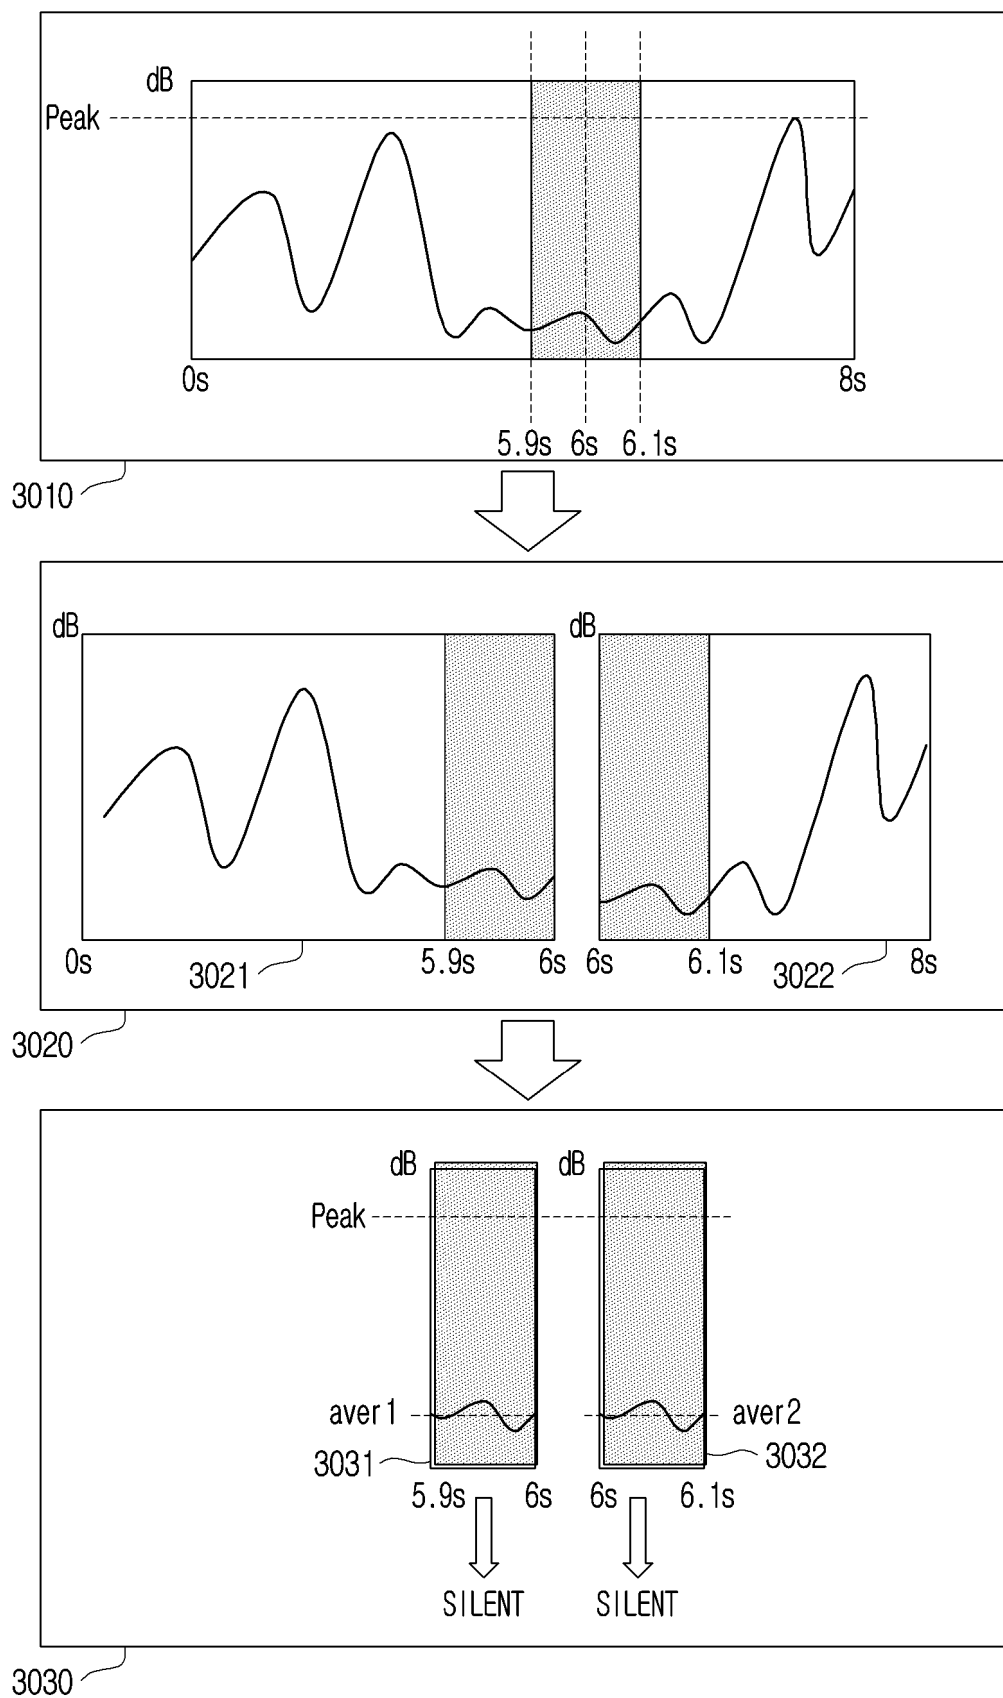 dB
Peak
0s 8s
5.9s 6s 6.1s
3010
dB dB
0s 3021 5.9s 6s 6s 6.1s 3022 8s
3020
dB dB
Peak
aver1 aver2
3031 3032
5.9s 6s 6s 6.1s
SILENT SILENT
3030